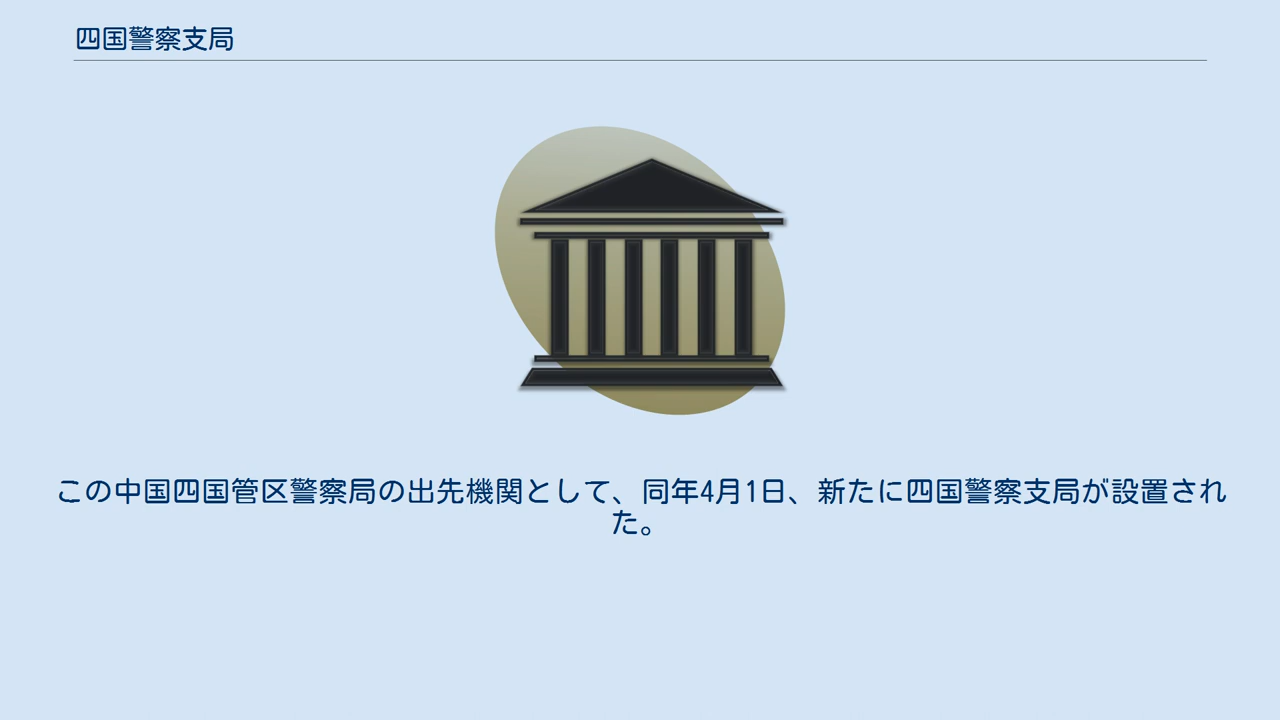 四国警察支局
この中国四国管区警察局の出先機関として、同年4月1日、新たに四国警察支局が設置され
た。